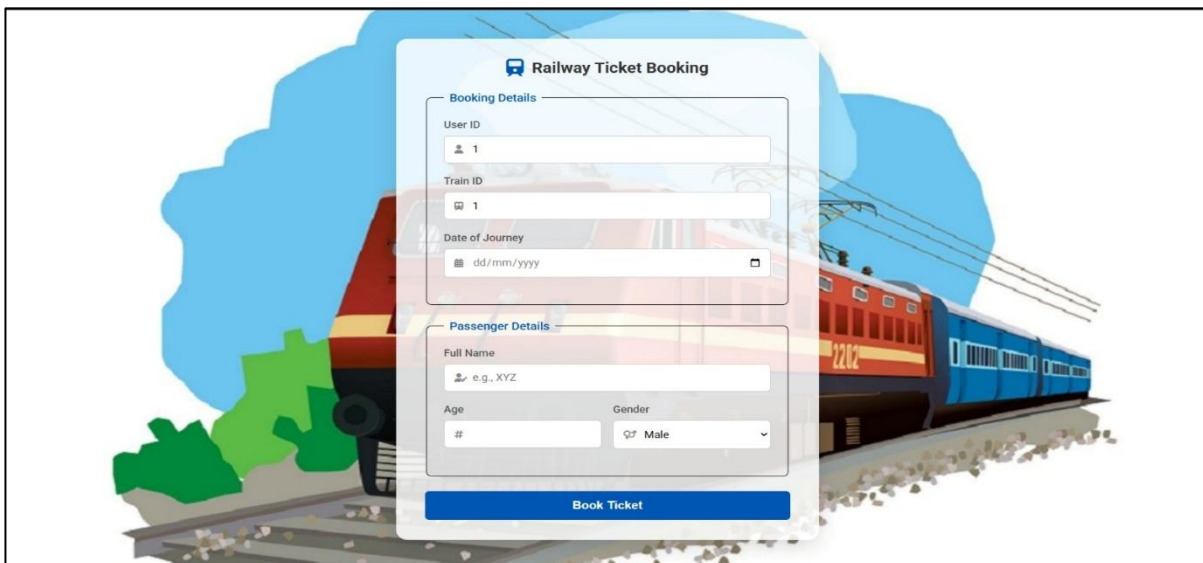 Railway Ticket Booking
Booking Details
User ID
1
Train ID
1
Date of Journey
dd/mm/yyyy
Passenger Details
Full Name
e.g., XYZ
Age
Gender
#
Male
2202
Book Ticket